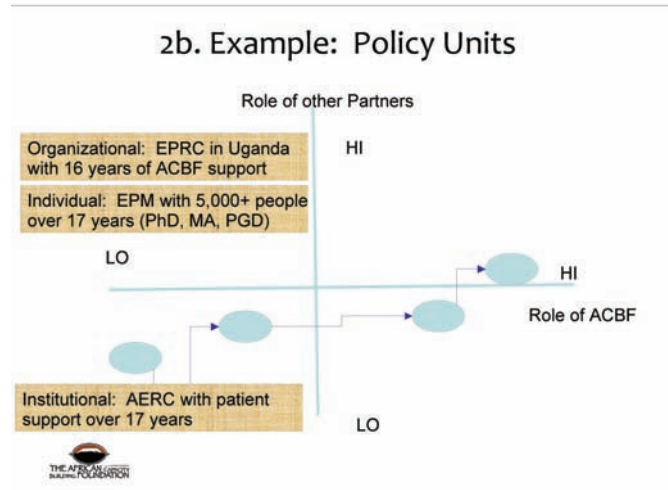 2b. Example: Policy Units
Role of other Partners
Organizational: EPRC in Uganda
with 16 years of ACBF support
HI
Individual: EPM with 5,000+ people
over 17 years (PhD, MA, PGD)
LO
HI
Role of ACBF
Institutional: AERC with patient
support over 17 years
LO
THE AFRICAN CAPACITY
BUILDING FOUNDATION